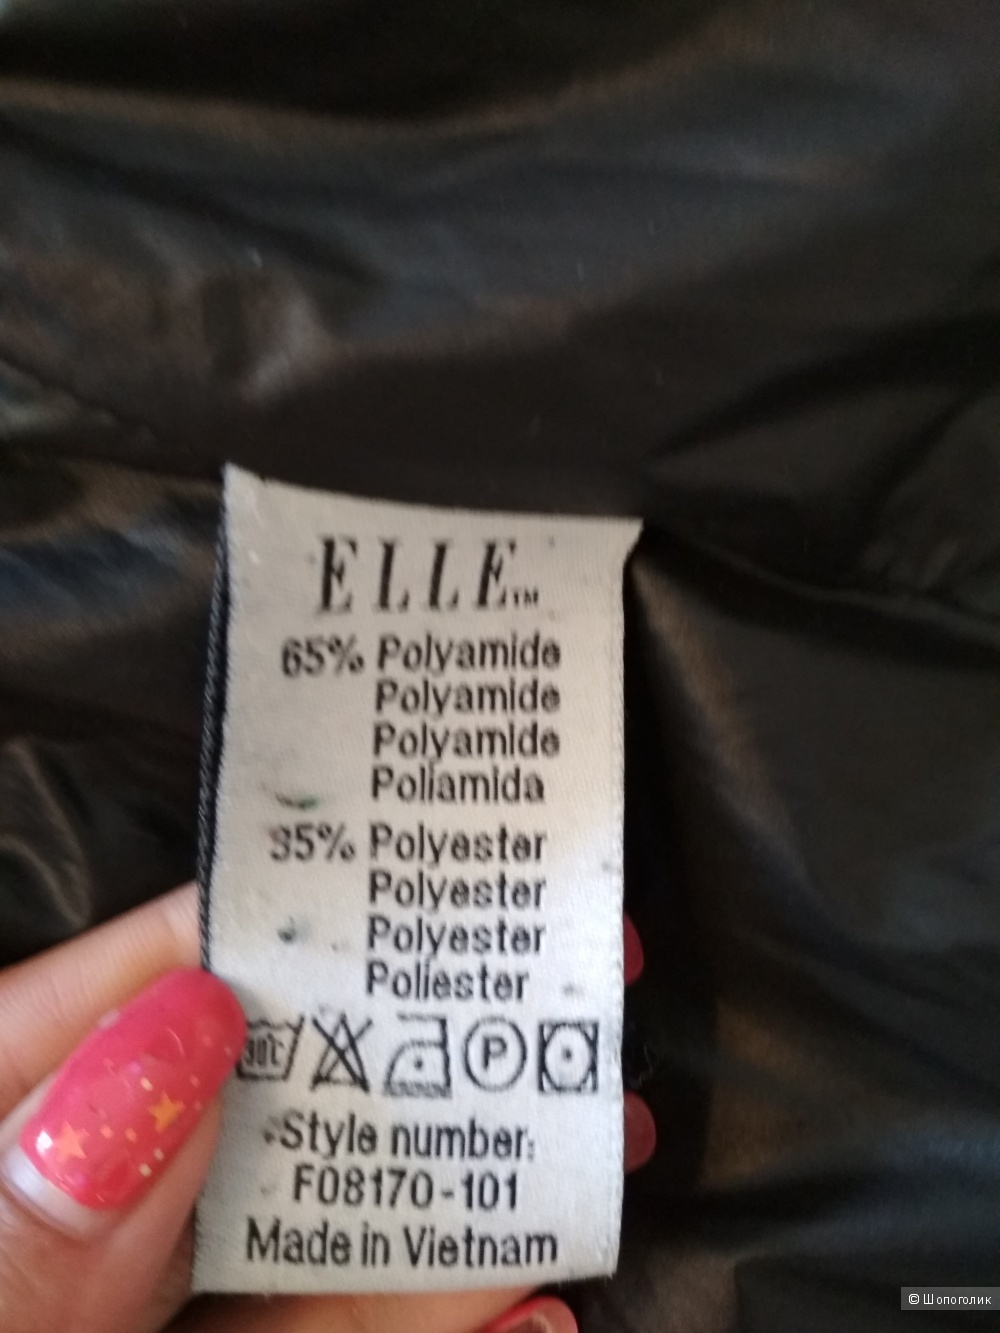 ELLE™
65% Polyamide
Polyamide
Polyamide
Poliamida
35% Polyester
Polyester
Polyester
Poliester
30°C
P
Style number:
F08170-101
Made in Vietnam
© Шопоголик